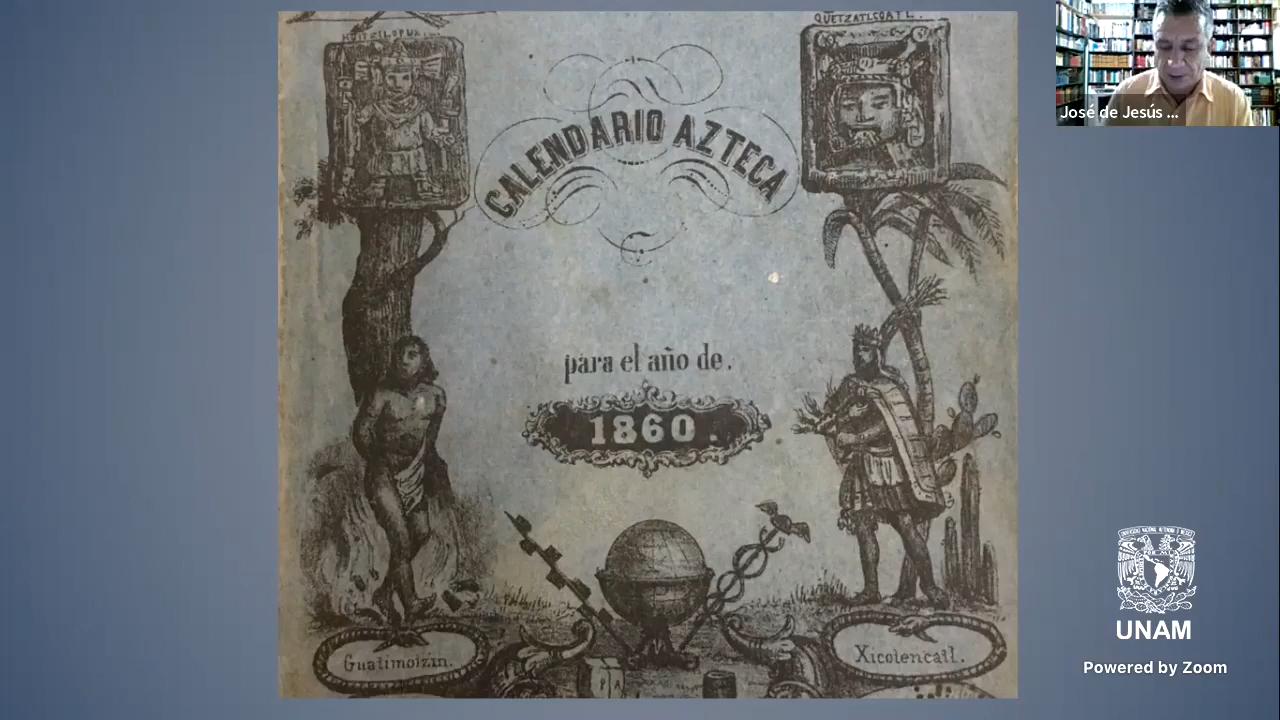 QUETZATLCOATL.
CALENDARIO AZTECA
para el año de.
1860.
Guatimotzin.
Xicotencatl.
José de Jesús ...
UNAM
Powered by Zoom